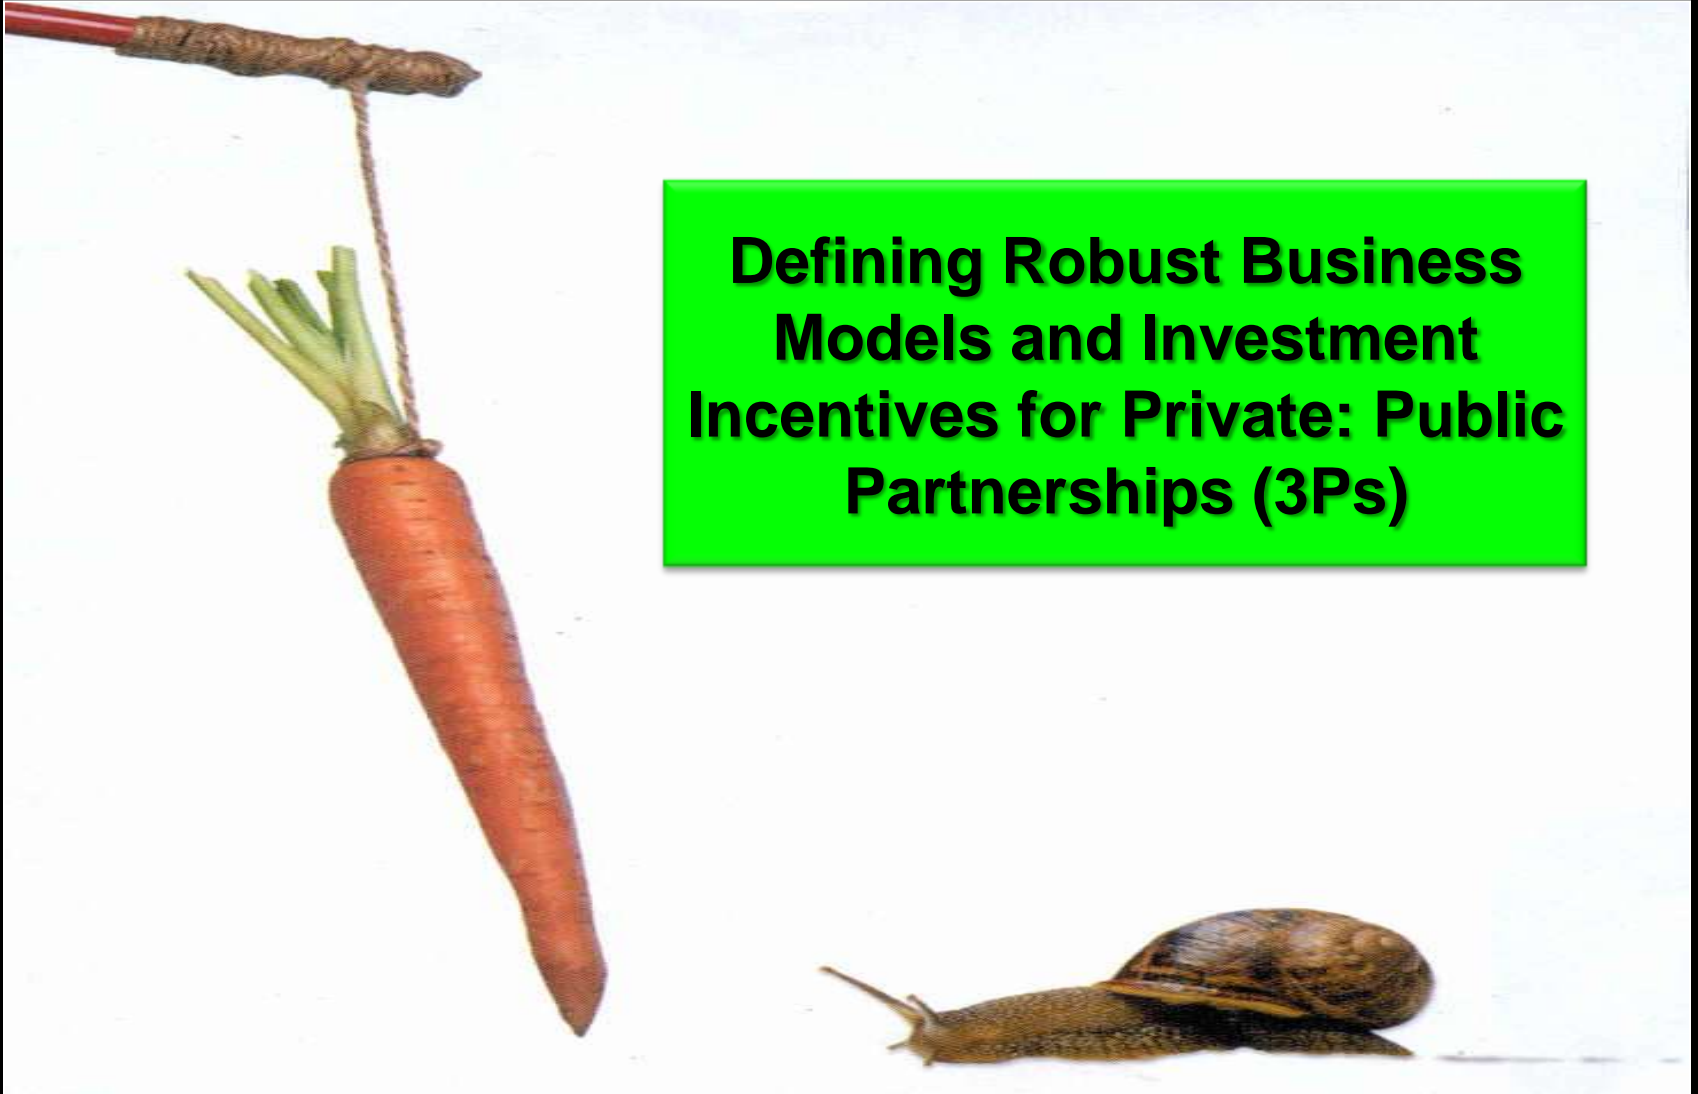 Defining Robust Business
Models and Investment
Incentives for Private: Public
Partnerships (3Ps)